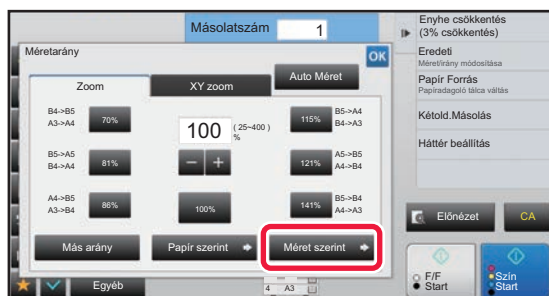 Másolatszám 1
Méretarány
OK
Zoom
XY zoom
Auto Méret
B4->B5
A3->A4
70%
B5->A5
B4->A4
81%
A4->B5
A3->B4
86%
100 (25~400)
%
100%
115%
B5->A4
B4->A3
121%
A5->B5
B4->A4
141%
B5->B4
A4->A3
Más arány
Papír szerint
Méret szerint
Egyéb
4 A3
Enyhe csökkentés
(3% csökkentés)
Eredeti
Méret/irány módosítása
Papír Forrás
Papíradagoló tálca váltás
Kétold.Másolás
Háttér beállítás
Előnézet
CA
F/F
Start
Szín
Start